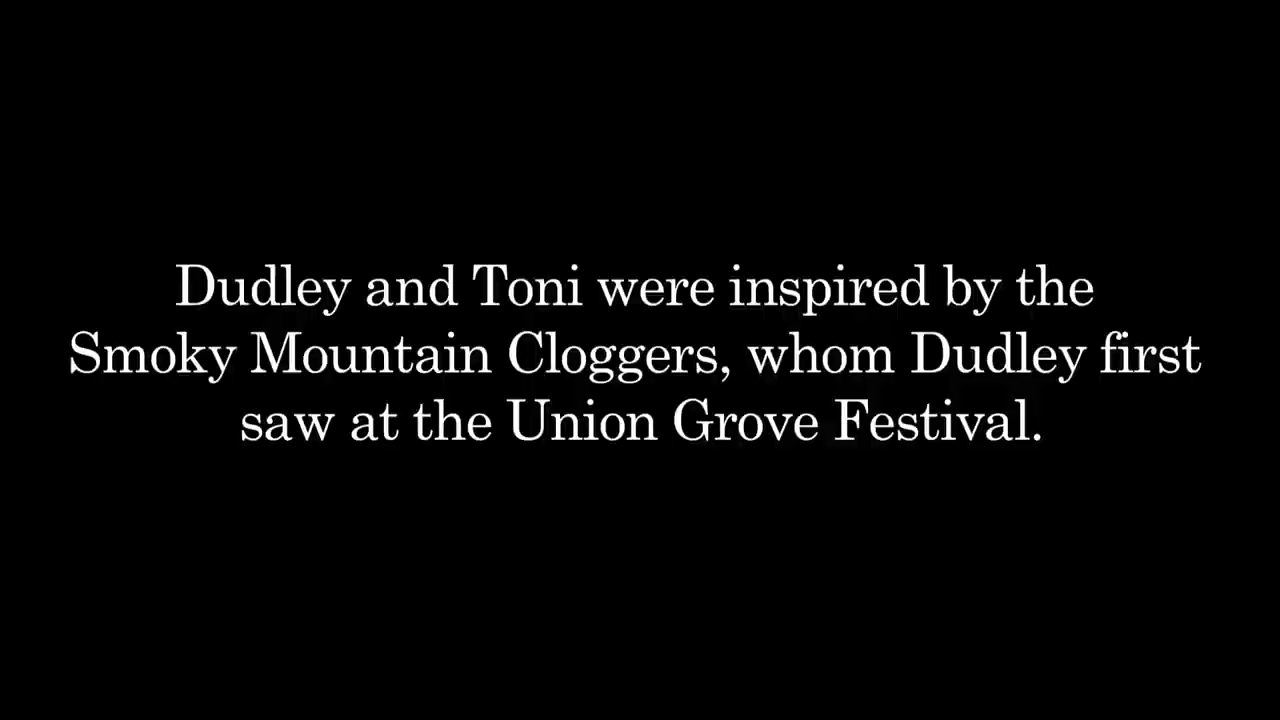 Dudley and Toni were inspired by the
Smoky Mountain Cloggers, whom Dudley first
saw at the Union Grove Festival.